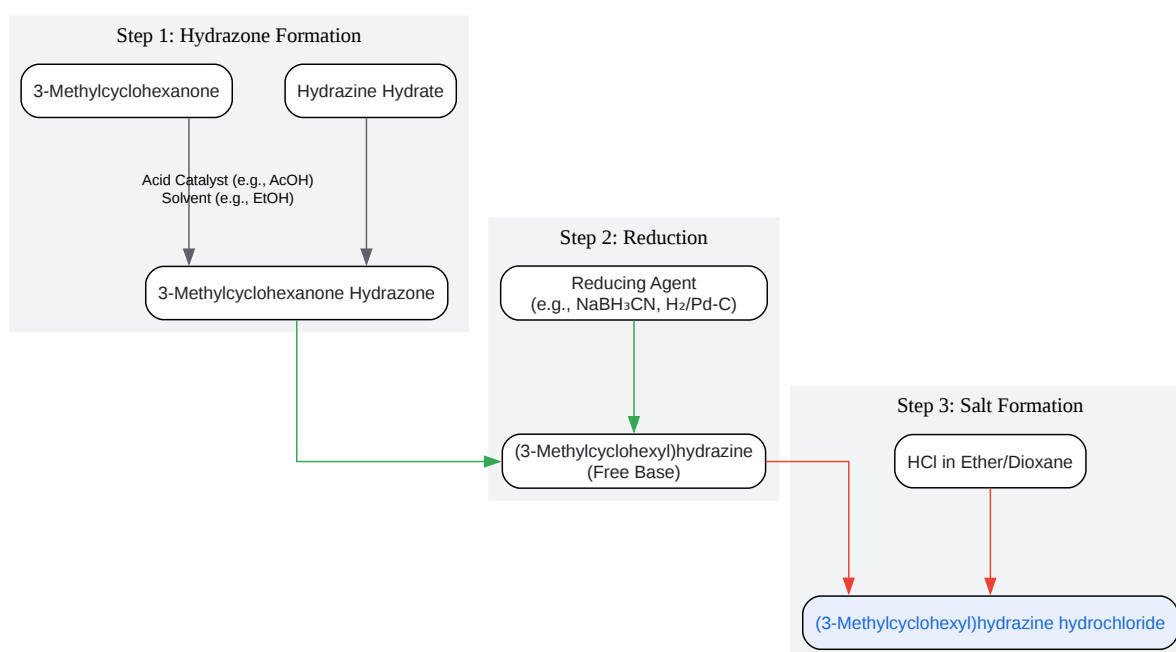 Step 1: Hydrazone Formation
3-Methylcyclohexanone
Hydrazine Hydrate
Acid Catalyst (e.g., AcOH)
Solvent (e.g., EtOH)
3-Methylcyclohexanone Hydrazone
Step 2: Reduction
Reducing Agent
(e.g., NaBH₃CN, H₂/Pd-C)
(3-Methylcyclohexyl)hydrazine
(Free Base)
Step 3: Salt Formation
HCl in Ether/Dioxane
(3-Methylcyclohexyl)hydrazine hydrochloride